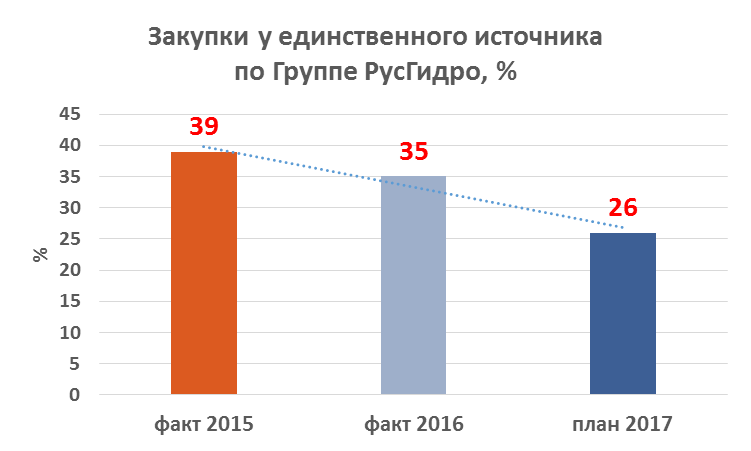 Закупки у единственного источника
по Группе РусГидро, %
45
40
35
30
25
20
15
10
5
0
%
39
35
26
факт 2015
факт 2016
план 2017